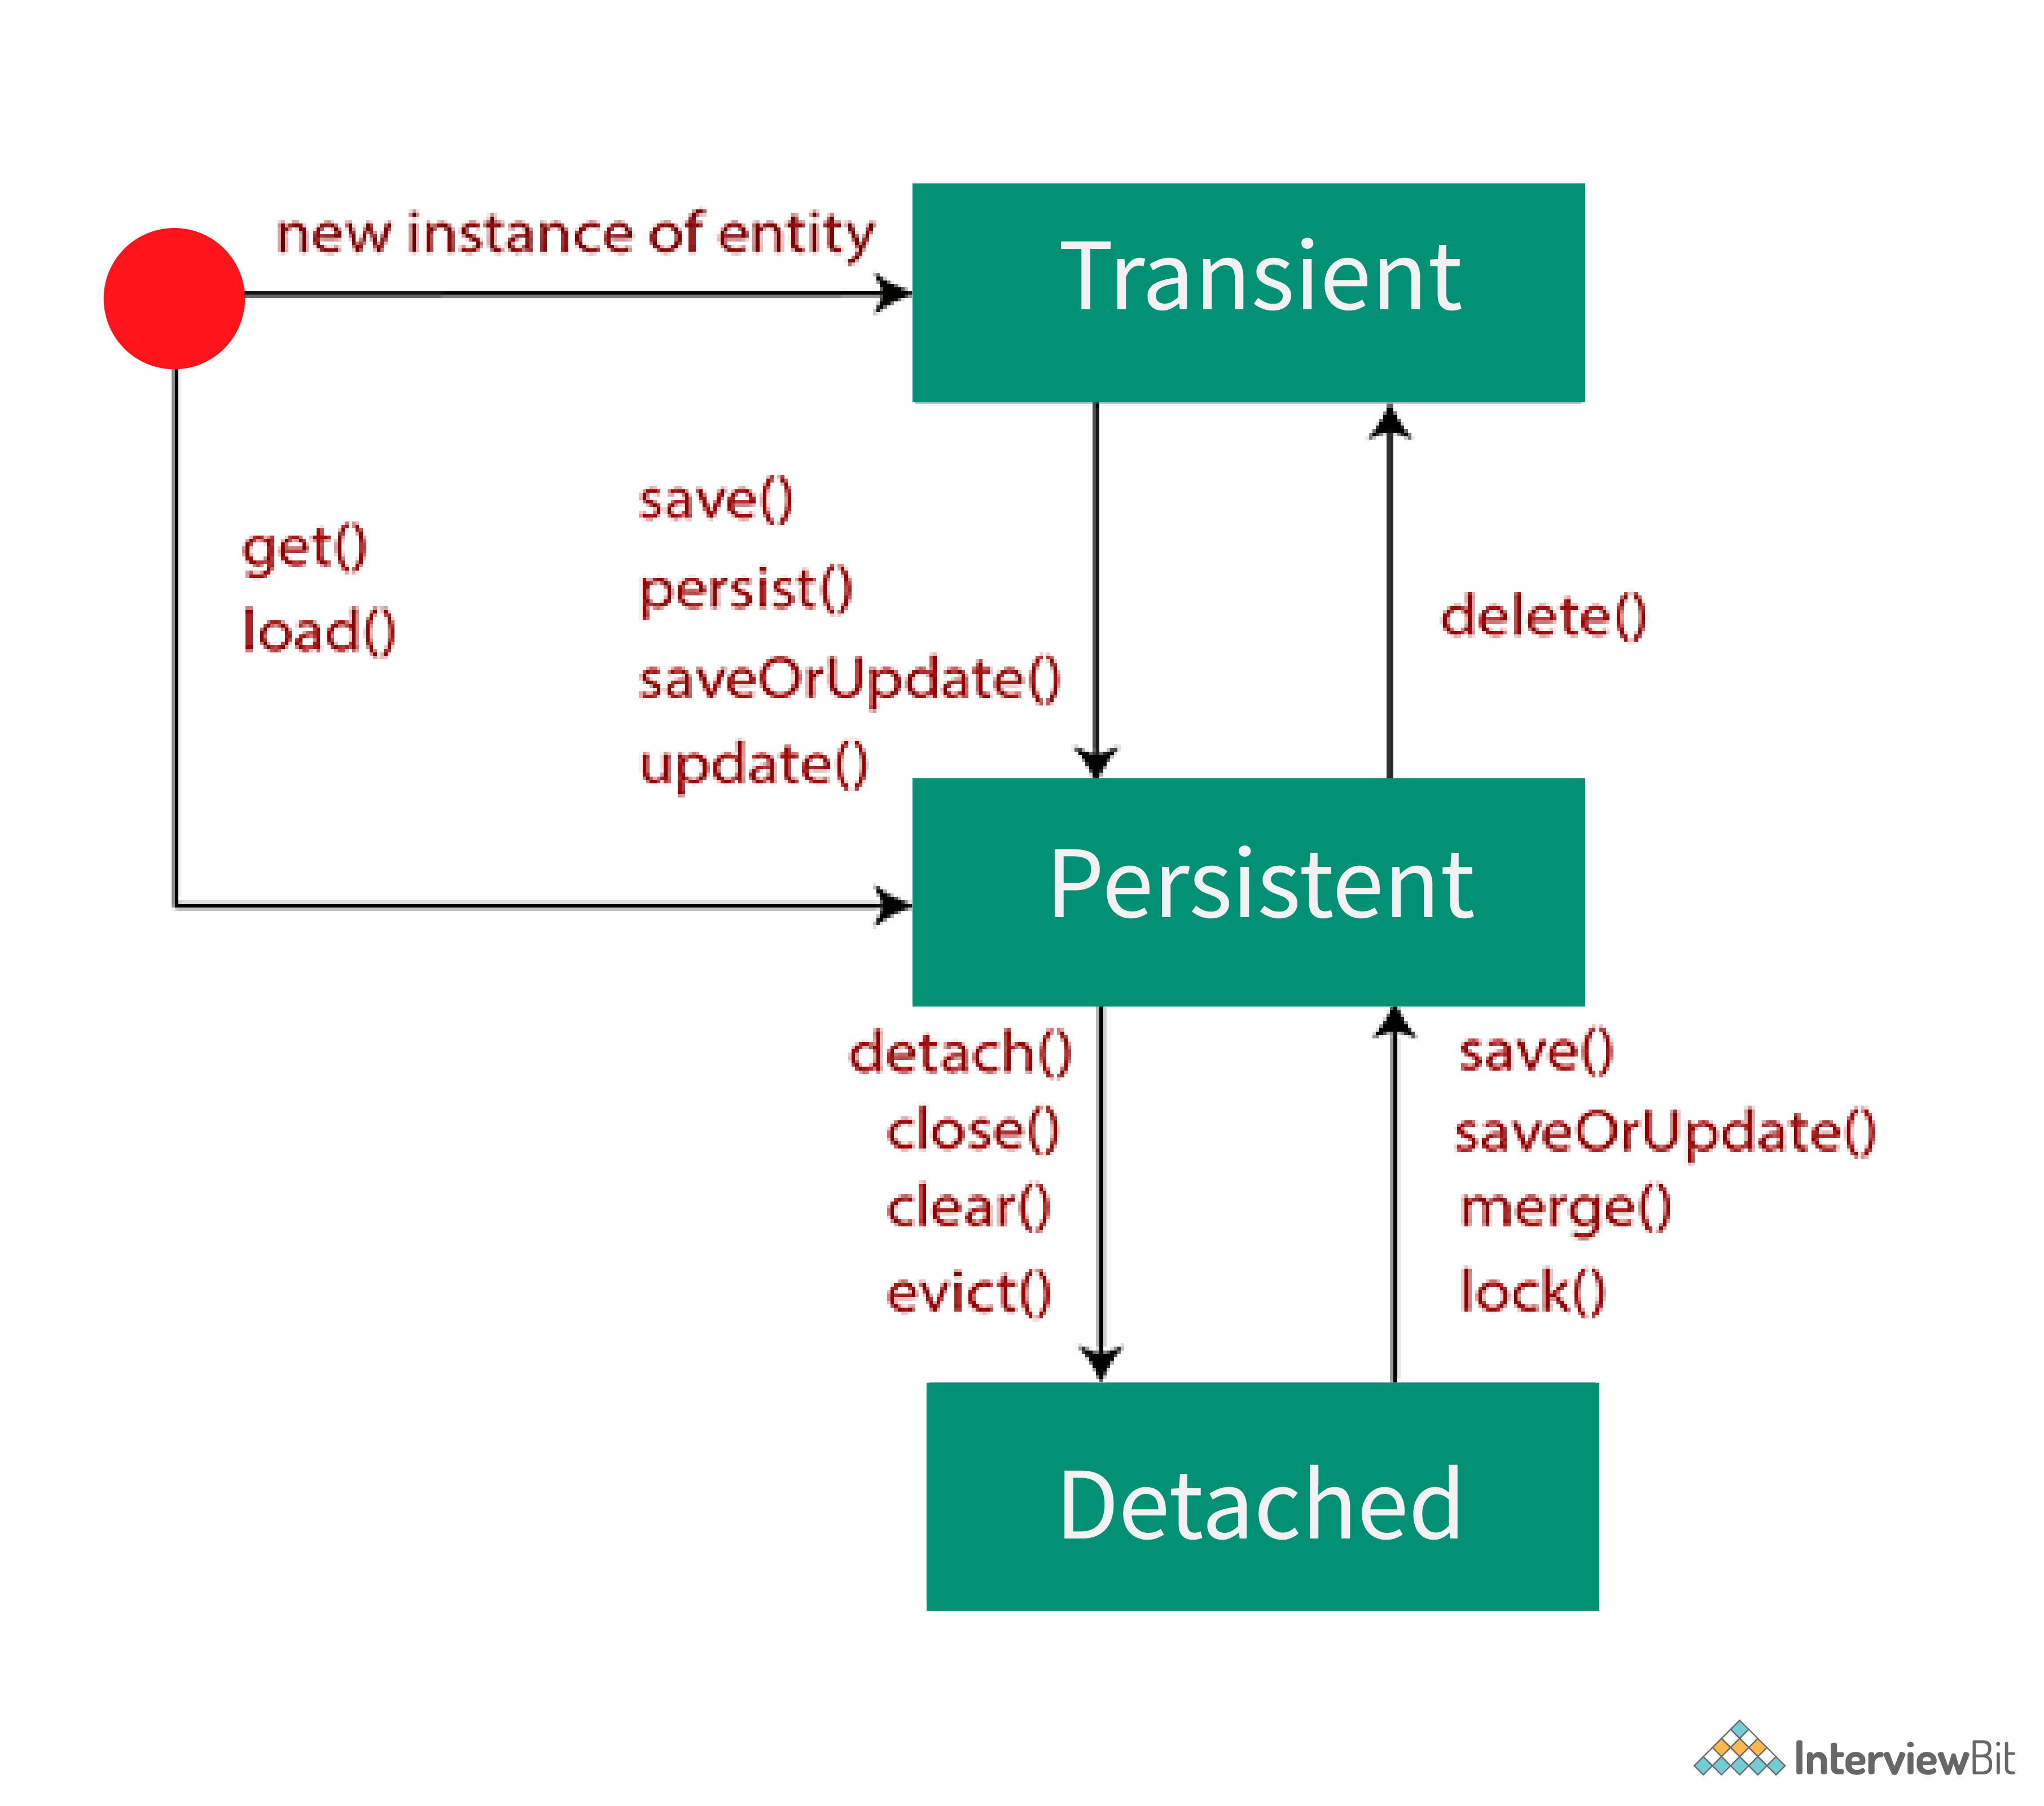 new instance of entity
Transient
get()
load()
save()
persist()
saveOrUpdate()
update()
delete()
Persistent
detach()
close()
clear()
evict()
save()
saveOrUpdate()
merge()
lock()
Detached
InterviewBit